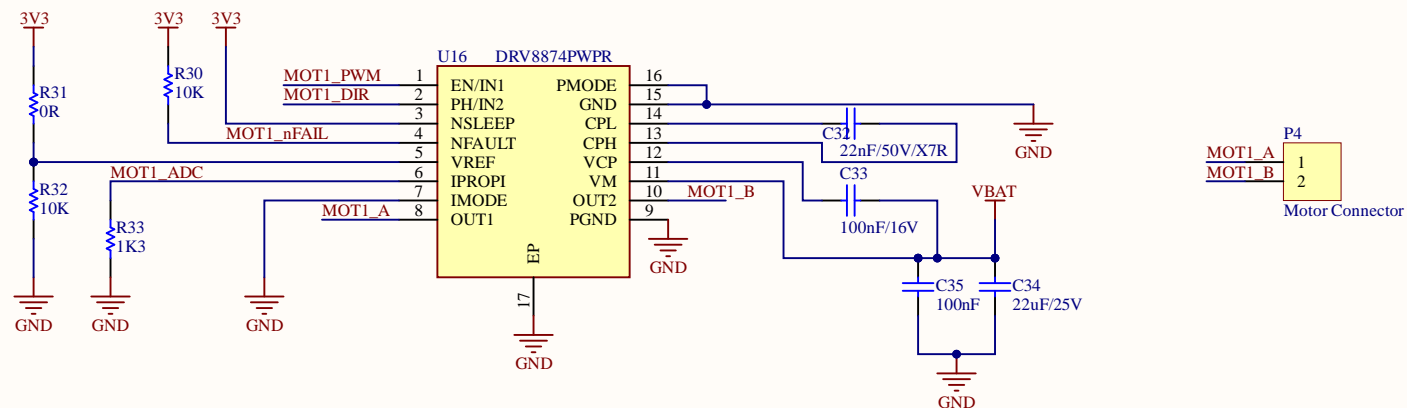 3V3
3V3
3V3
U16
DRV8874PWPR
R31
0R
R30
10K
MOT1_PWM
1
EN/IN1
PMODE
16
MOT1_DIR
2
PH/IN2
GND
15
3
NSLEEP
CPL
14
MOT1_nFAIL
4
NFAULT
CPH
13
5
VREF
VCP
12
MOT1_ADC
6
IPROPI
VM
11
7
IMODE
OUT2
10
MOT1_B
MOT1_A
8
OUT1
PGND
9
EP
17
C32
22nF/50V/X7R
GND
C33
100nF/16V
VBAT
R32
10K
R33
1K3
GND
C35
100nF
C34
22uF/25V
GND
GND
GND
GND
GND
P4
MOT1_A
1
MOT1_B
2
Motor Connector